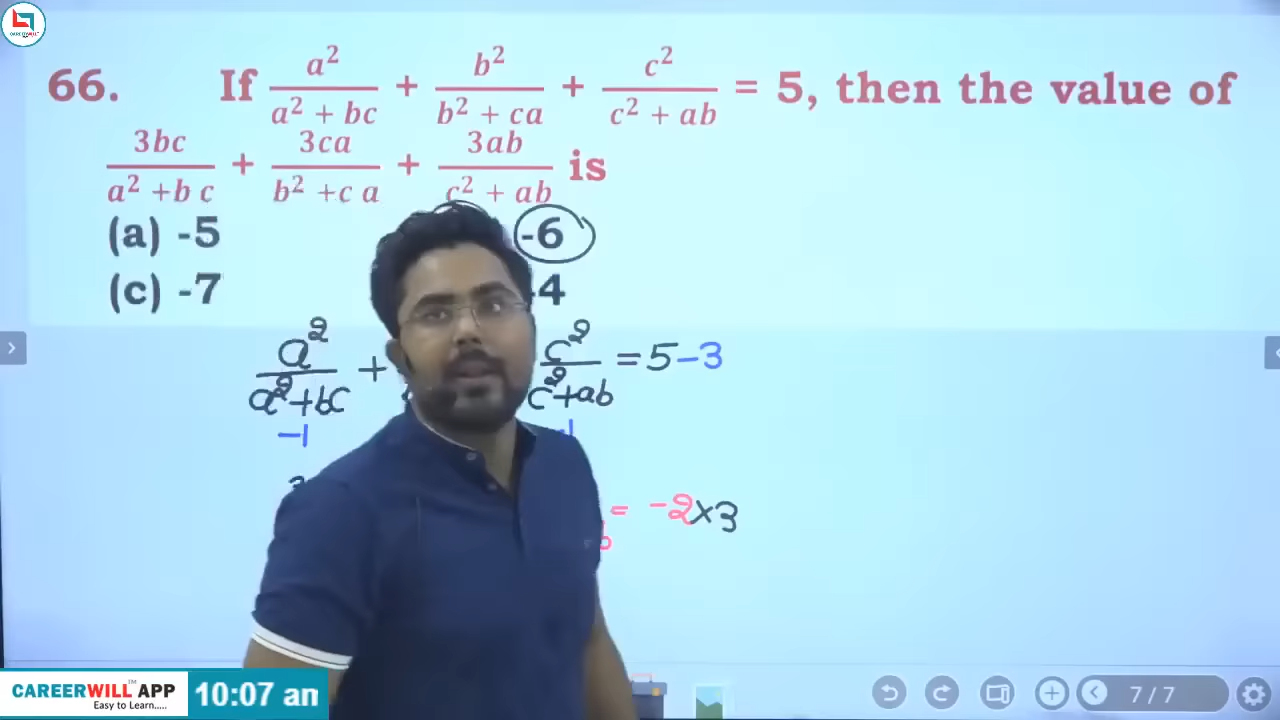 CAREERWILL
66. If a²/(a² + bc) + b²/(b² + ca) + c²/(c² + ab) = 5, then the value of
3bc/(a² +b c) + 3ca/(b² +c a) + 3ab/(c² + ab) is
(a) -5 -6
(c) -7 4
a²/(a²+bc) + c²/(c²+ab) = 5-3
-1 -1
= -2×3
b
CAREERWILL™ APP
Easy to Learn.....
10:07 an
7 / 7